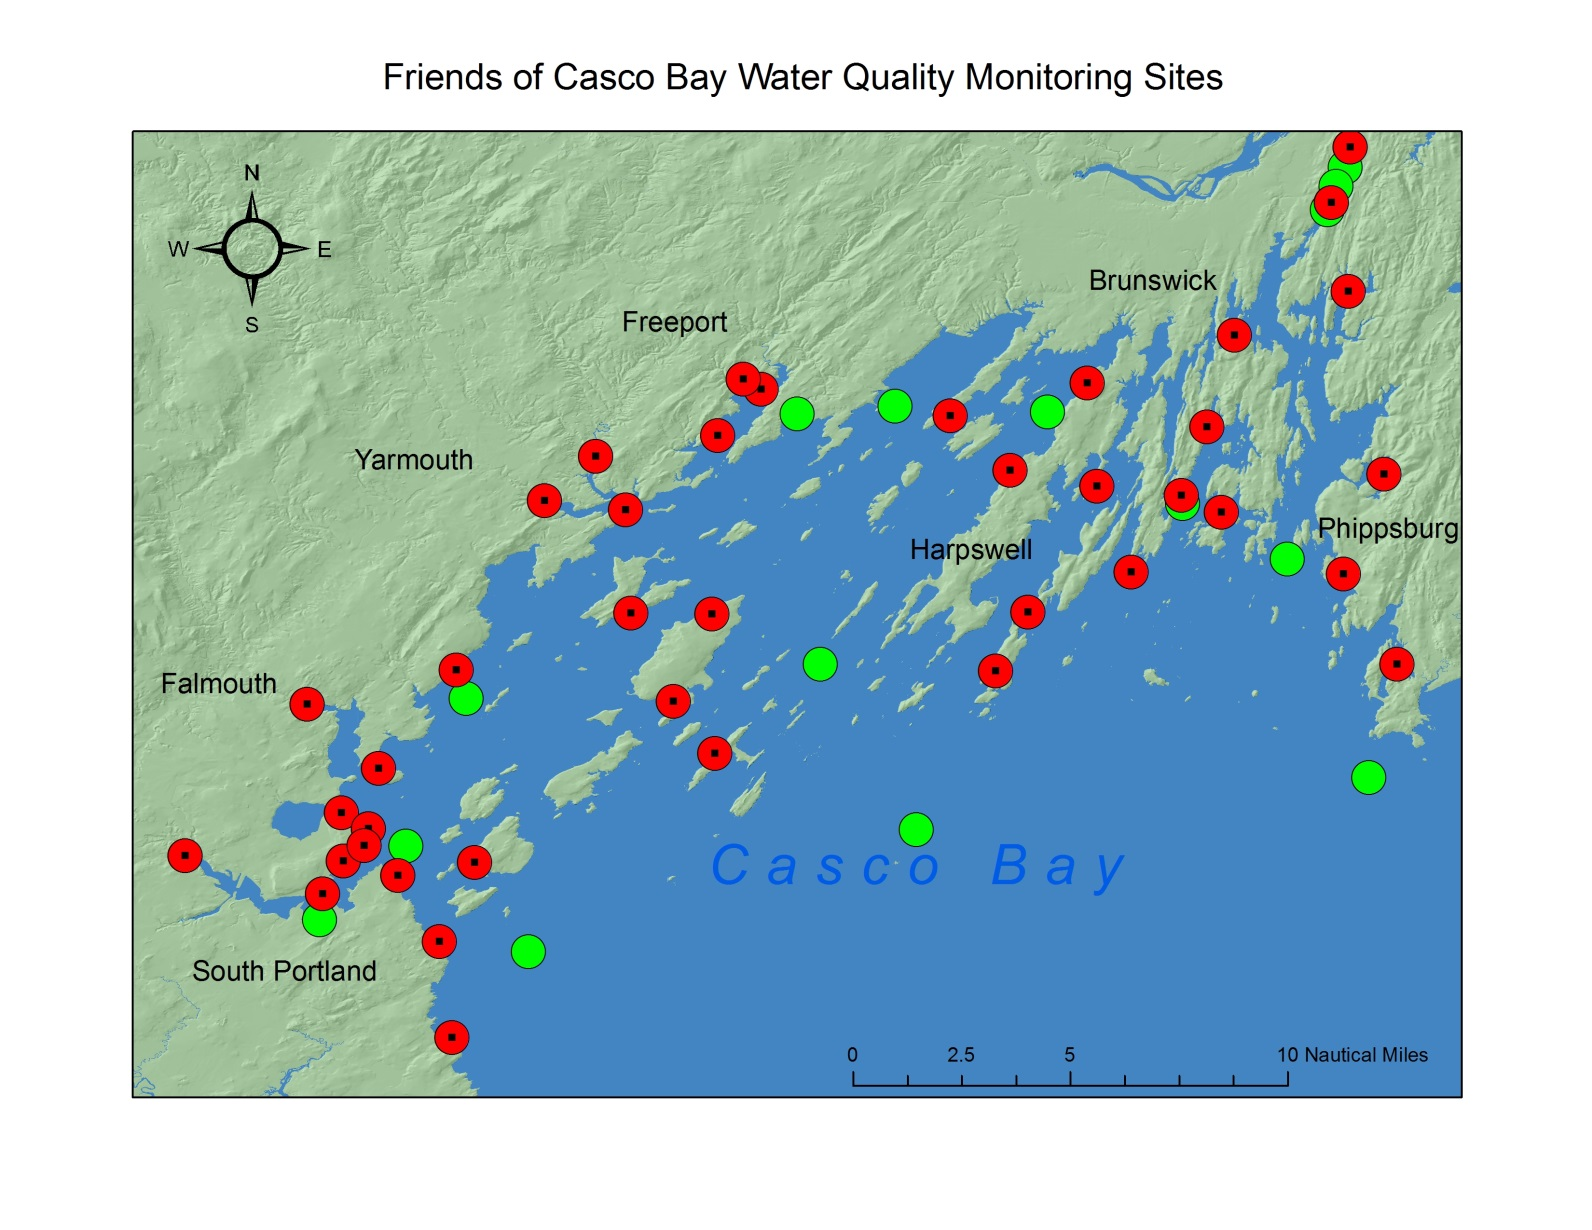 Friends of Casco Bay Water Quality Monitoring Sites
N
W
E
S
Brunswick
Freeport
Yarmouth
Phippsburg
Harpswell
Falmouth
Casco Bay
South Portland
0 2.5 5 10 Nautical Miles